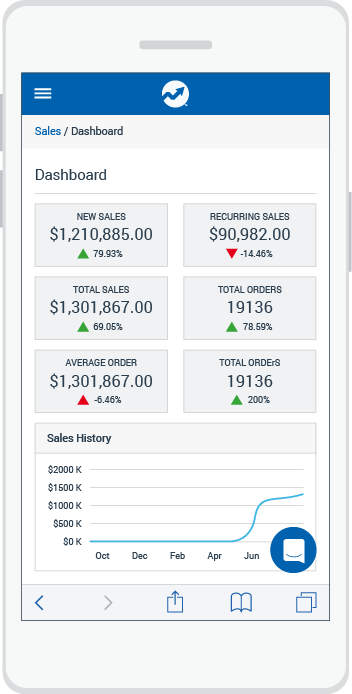 Sales / Dashboard
Dashboard
NEW SALES
$1,210,885.00
79.93%
RECURRING SALES
$90,982.00
-14.46%
TOTAL SALES
$1,301,867.00
69.05%
TOTAL ORDERS
19136
78.59%
AVERAGE ORDER
$1,301,867.00
-6.46%
TOTAL ORDErS
19136
200%
Sales History
$2000 K
$1500 K
$1000 K
$500 K
$0 K
Oct Dec Feb Apr Jun